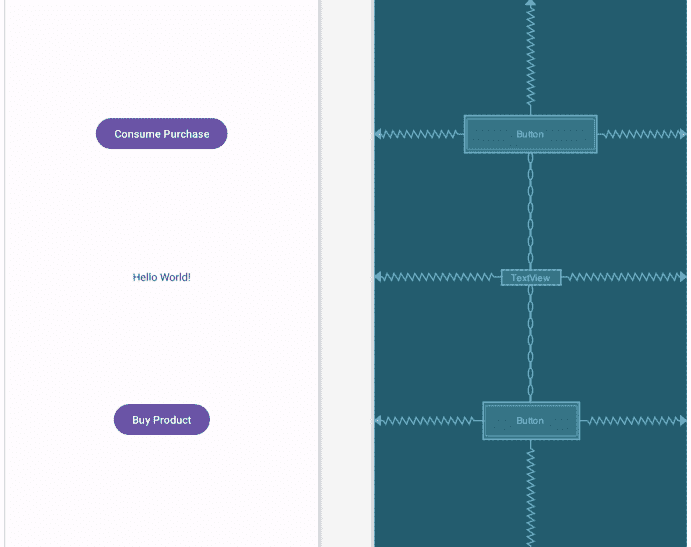 Consume Purchase
Button
Hello World!
TextView
Buy Product
Button